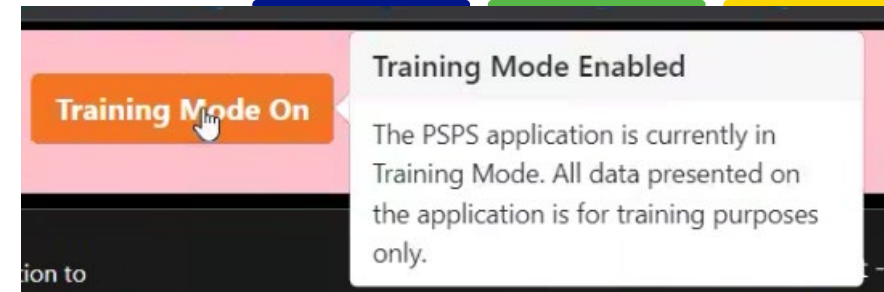 Training Mode On
Training Mode Enabled
The PSPS application is currently in
Training Mode. All data presented on
the application is for training purposes
only.
tion to